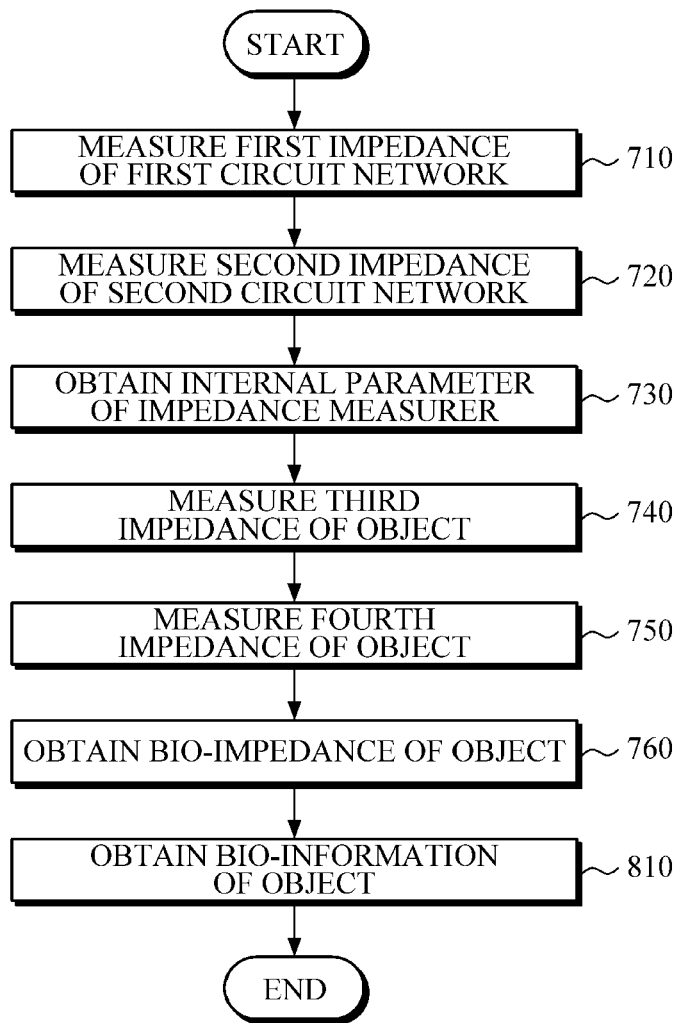 START
MEASURE FIRST IMPEDANCE
OF FIRST CIRCUIT NETWORK
710
MEASURE SECOND IMPEDANCE
OF SECOND CIRCUIT NETWORK
720
OBTAIN INTERNAL PARAMETER
OF IMPEDANCE MEASURER
730
MEASURE THIRD
IMPEDANCE OF OBJECT
740
MEASURE FOURTH
IMPEDANCE OF OBJECT
750
OBTAIN BIO-IMPEDANCE OF OBJECT
760
OBTAIN BIO-INFORMATION
OF OBJECT
810
END